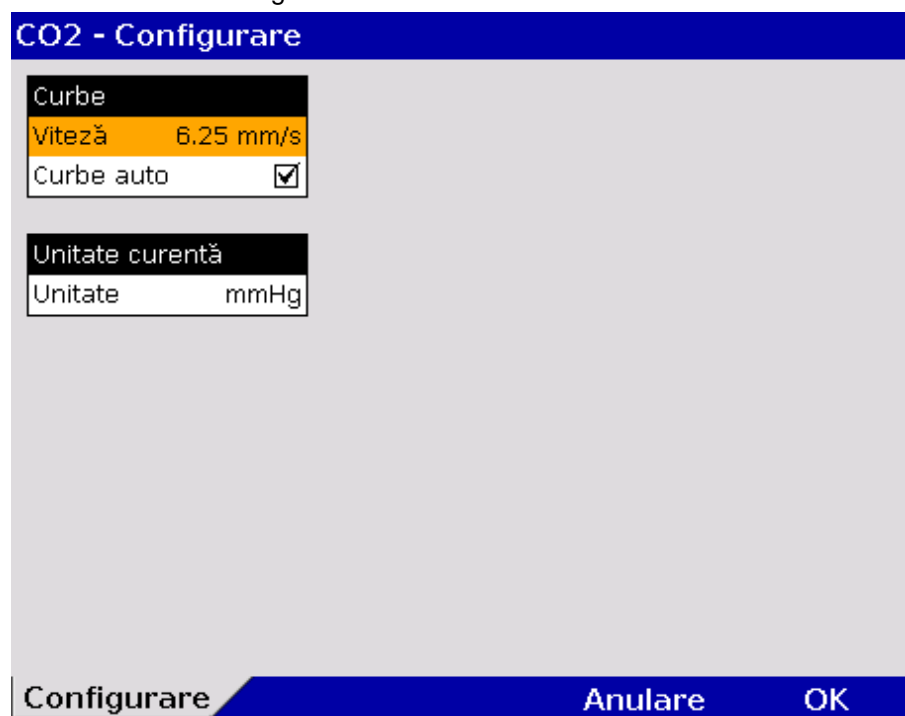 CO2 - Configurare
Curbe
Viteză 6.25 mm/s
Curbe auto
Unitate curentă
Unitate mmHg
Configurare Anulare OK